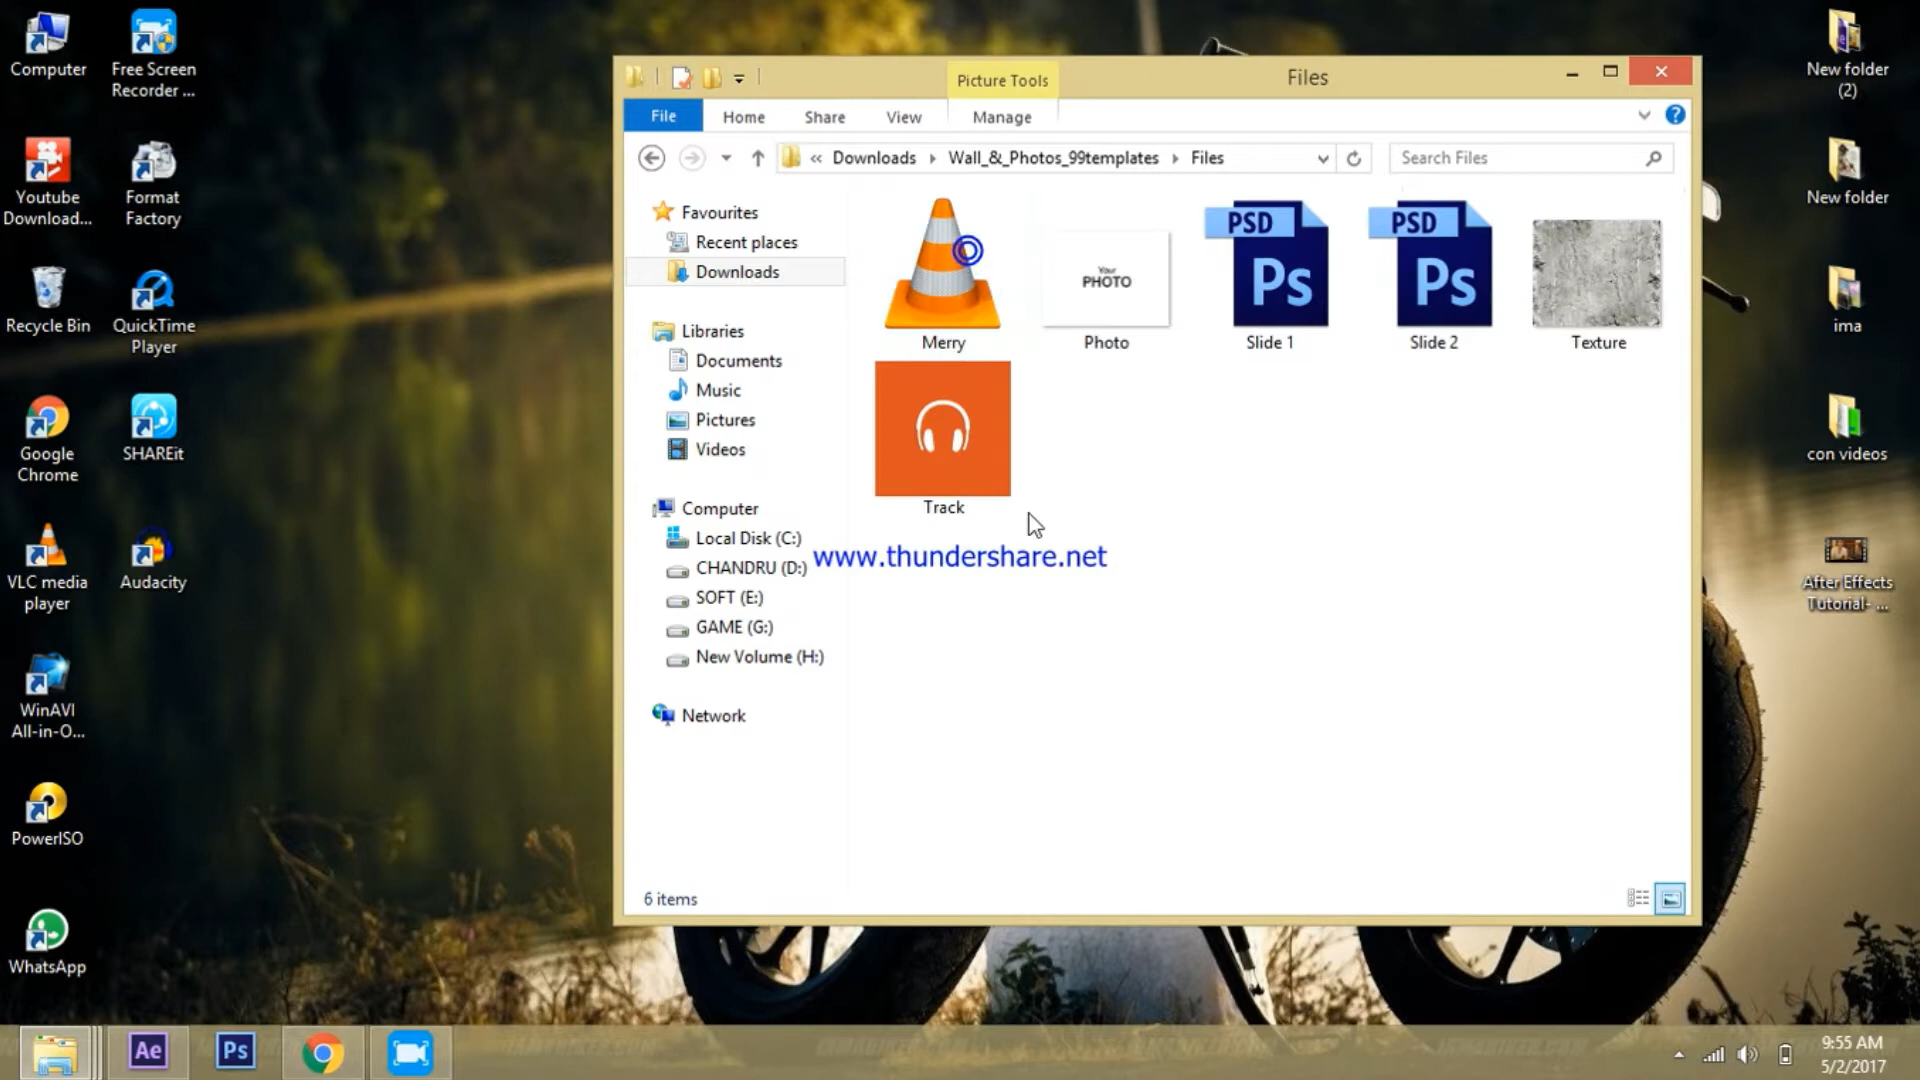 Computer
Free Screen
Recorder ...
Youtube
Download...
Format
Factory
Recycle Bin
QuickTime
Player
Google
Chrome
SHAREit
VLC media
player
Audacity
WinAVI
All-in-O...
PowerISO
WhatsApp
Picture Tools
Files
File
Home
Share
View
Manage
« Downloads
Wall_&_Photos_99templates
Files
Search Files
Favourites
Recent places
Downloads
Libraries
Documents
Music
Pictures
Videos
Computer
Local Disk (C:)
CHANDRU (D:)
SOFT (E:)
GAME (G:)
New Volume (H:)
Network
Merry
Your
PHOTO
Photo
PSD
Ps
Slide 1
PSD
Ps
Slide 2
Texture
Track
www.thundershare.net
6 items
New folder
(2)
New folder
ima
con videos
After Effects
Tutorial- ...
Ae
Ps
9:55 AM
5/2/2017